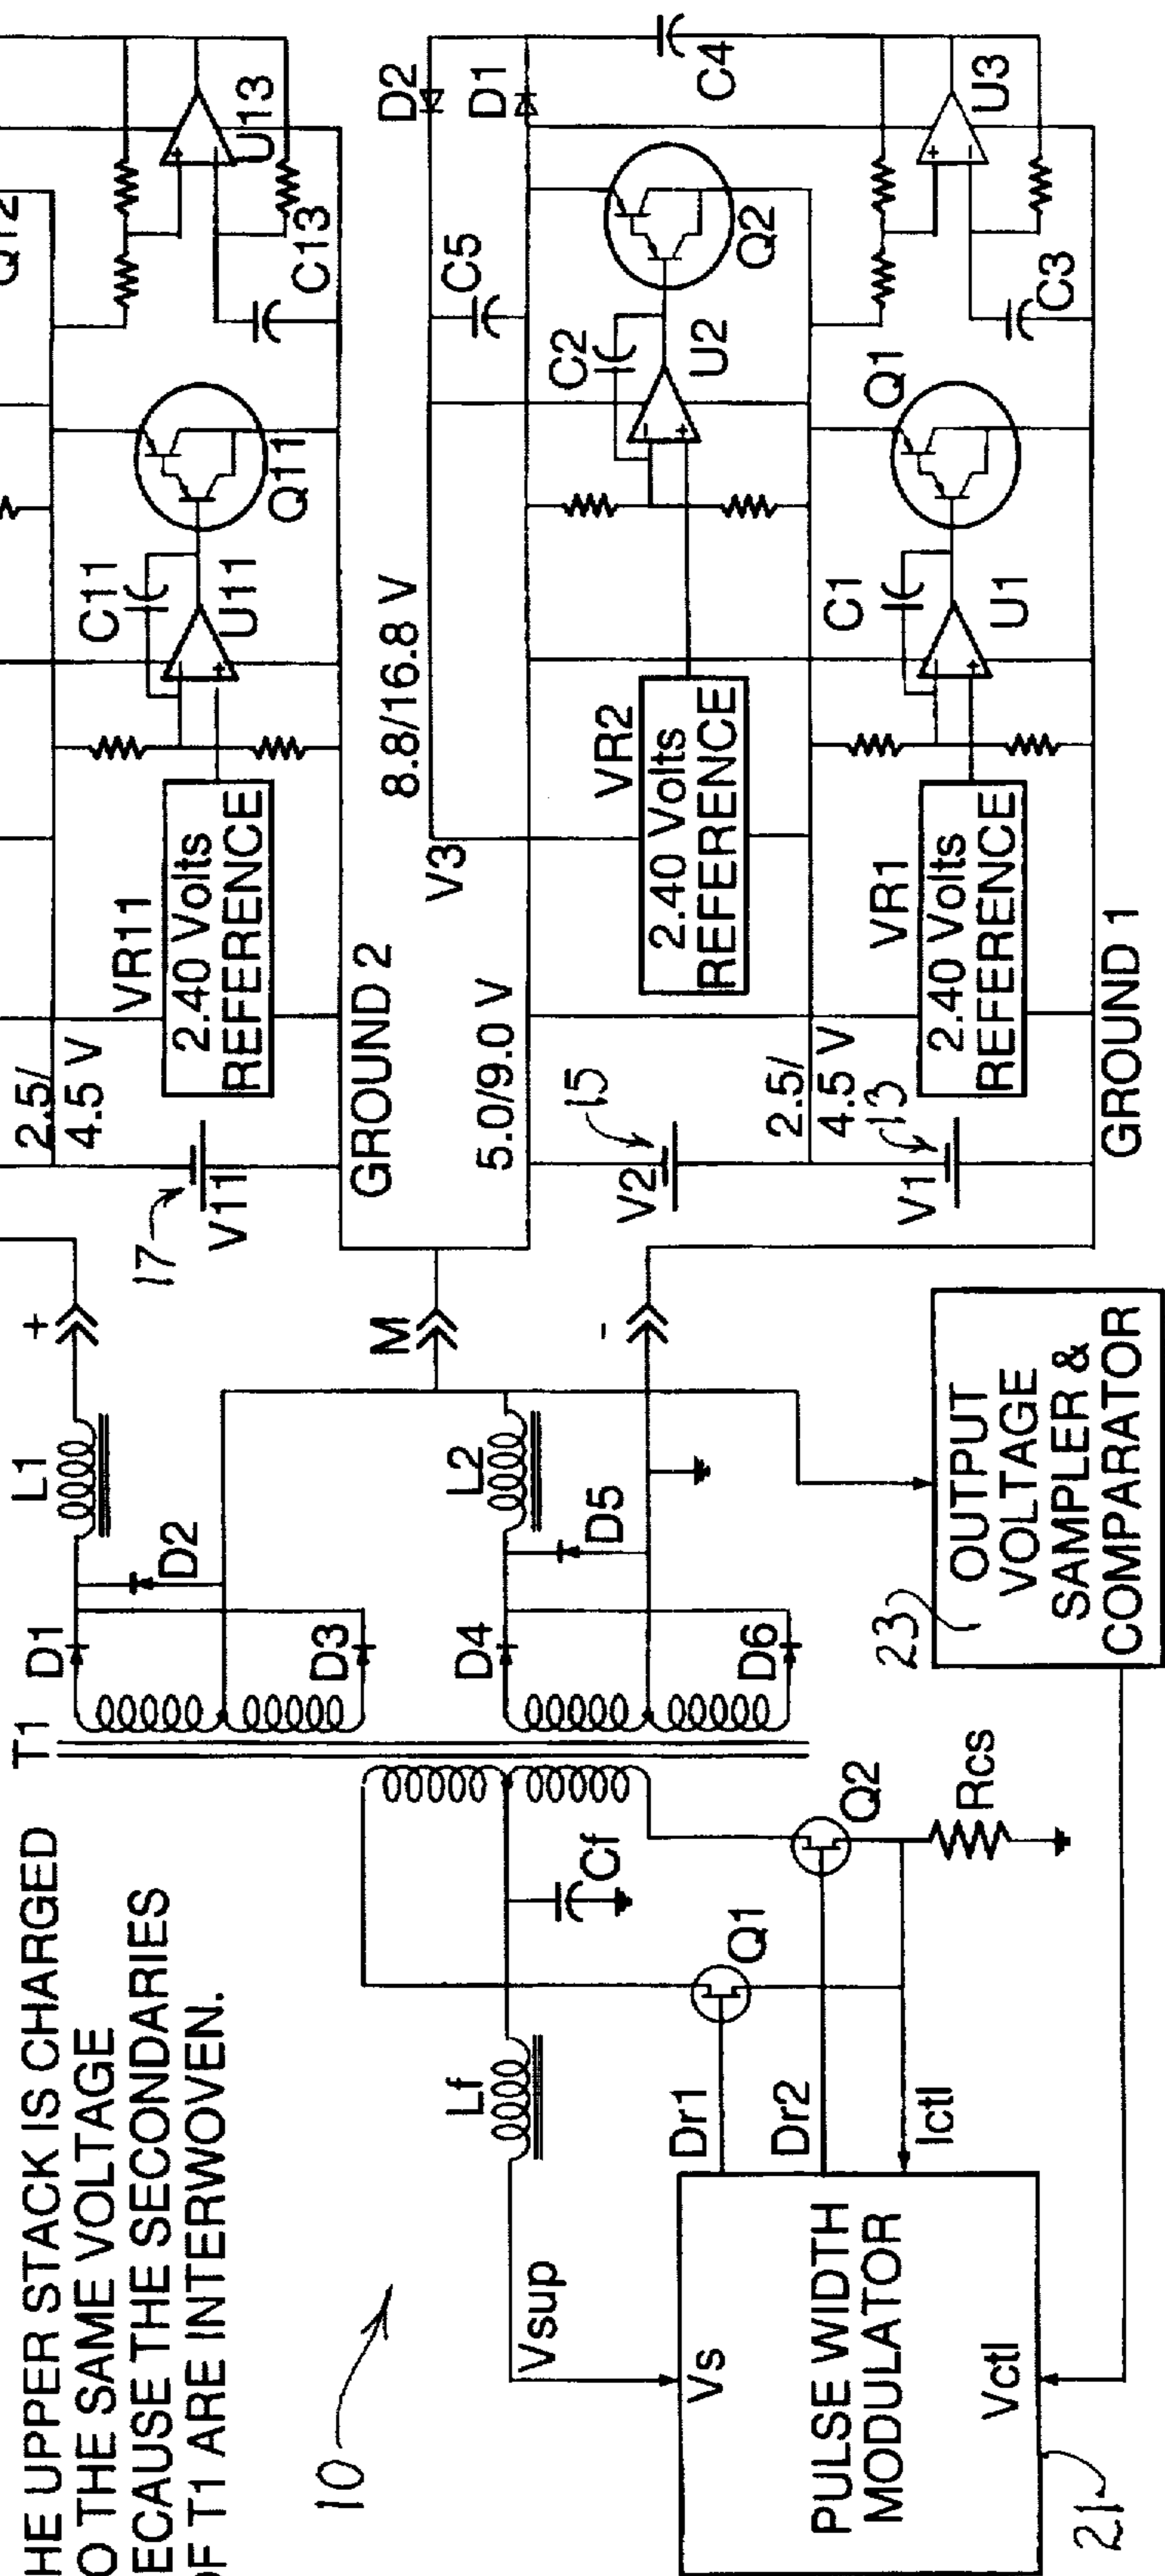 HE UPPER STACK IS CHARGED
O THE SAME VOLTAGE
ECAUSE THE SECONDARIES
OF T1 ARE INTERWOVEN.
10
Vsup
Lf
Cf
Vs
PULSE WIDTH
MODULATOR
Vctl
21
Dr1
Dr2
Ictl
Q1
Q2
Rcs
T1
D1
D2
D3
D4
D5
D6
L1
L2
+
M
-
23
OUTPUT
VOLTAGE
SAMPLER &
COMPARATOR
17
V11
2.5/
4.5 V
VR11
2.40 Volts
REFERENCE
GROUND 2
C11
+
U11
Q11
Q12
+
U13
C13
8.8/16.8 V
V3
5.0/9.0 V
15
V2
VR2
2.40 Volts
REFERENCE
C2
-
+
U2
C5
Q2
D2
D1
C4
2.5/
4.5 V
13
V1
VR1
2.40 Volts
REFERENCE
GROUND 1
C1
-
+
U1
Q1
C3
+
-
U3